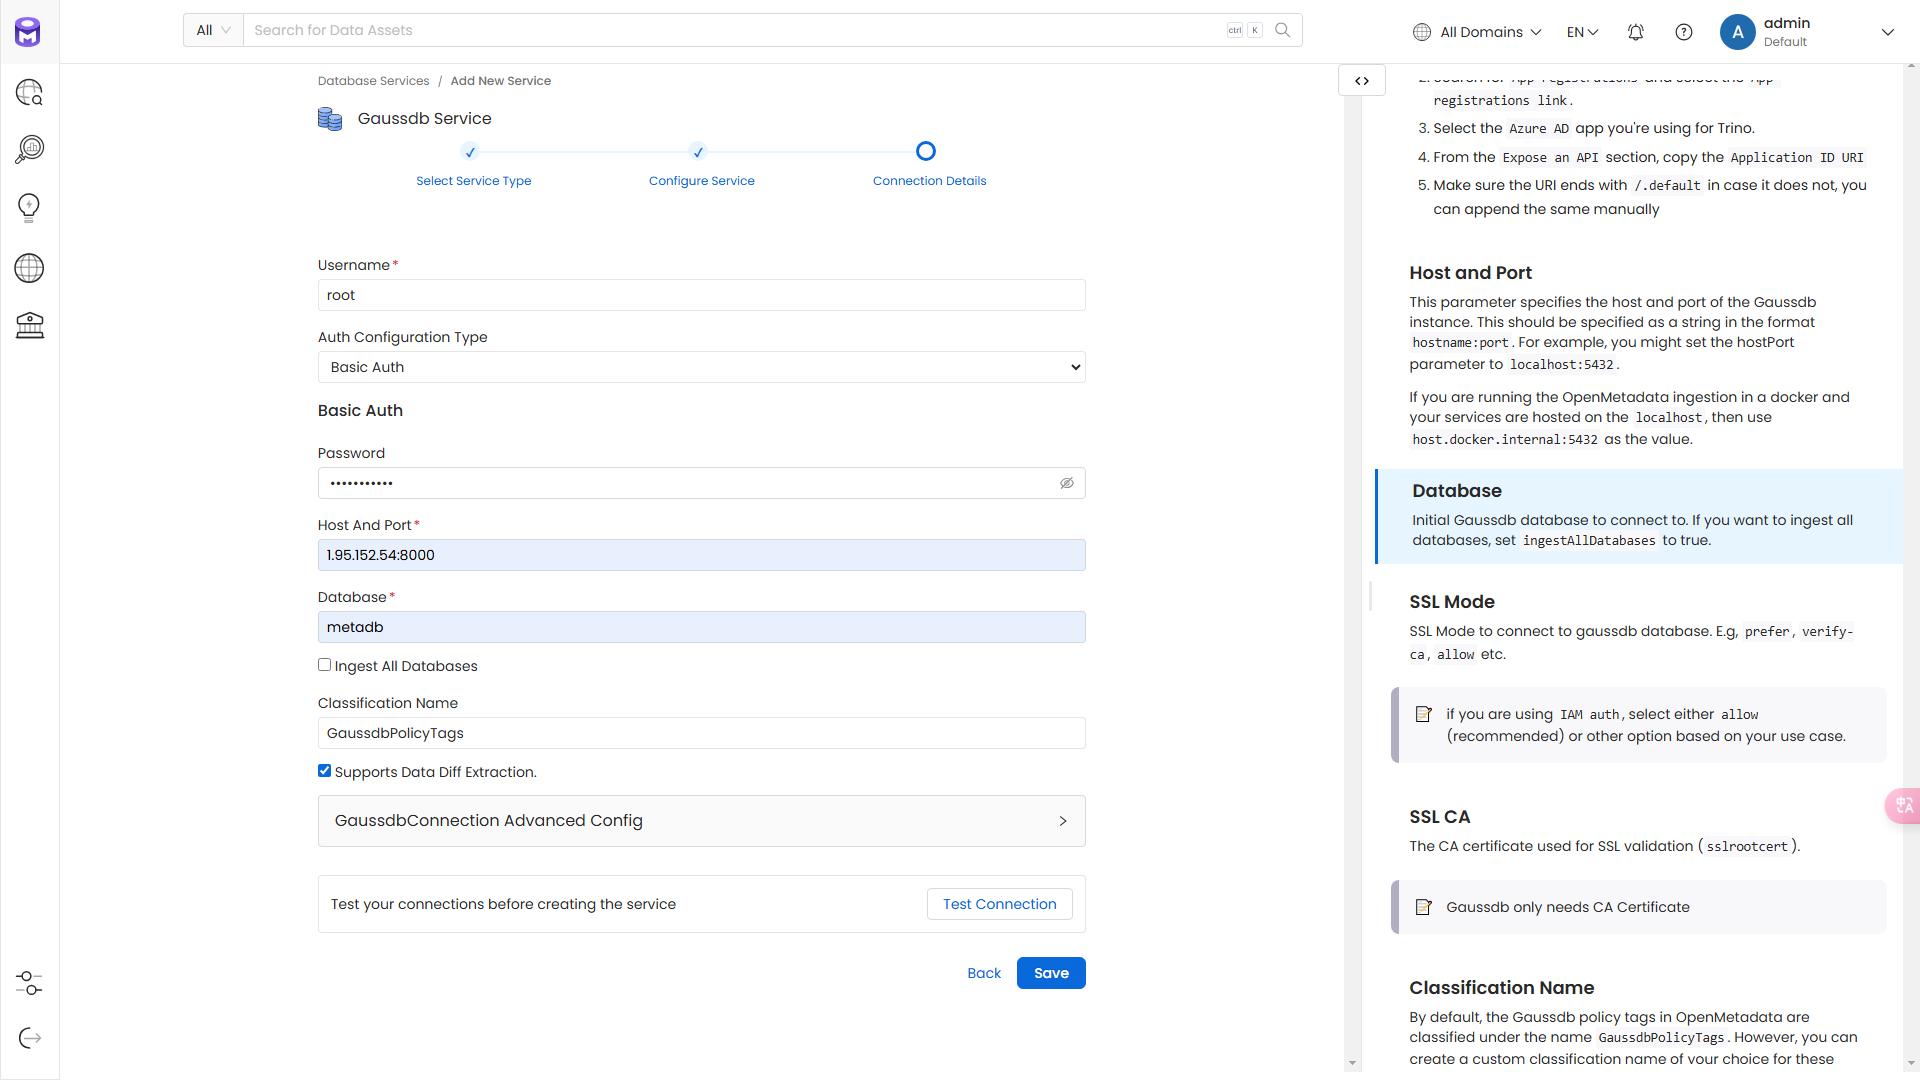 All
Search for Data Assets
ctrl
K
All Domains
EN
A
admin
Default
Database Services / Add New Service
Gaussdb Service
Select Service Type
Configure Service
Connection Details
Username*
root
Auth Configuration Type
Basic Auth
Basic Auth
Password
•••••••••••
Host And Port*
1.95.152.54:8000
Database*
metadb
Ingest All Databases
Classification Name
GaussdbPolicyTags
Supports Data Diff Extraction.
GaussdbConnection Advanced Config
Test your connections before creating the service
Test Connection
Back
Save
2. Search for App registrations and select the App
registrations link.
3. Select the Azure AD app you're using for Trino.
4. From the Expose an API section, copy the Application ID URI
5. Make sure the URI ends with /.default in case it does not, you
can append the same manually
Host and Port
This parameter specifies the host and port of the Gaussdb
instance. This should be specified as a string in the format
hostname:port. For example, you might set the hostPort
parameter to localhost:5432.
If you are running the OpenMetadata ingestion in a docker and
your services are hosted on the localhost, then use
host.docker.internal:5432 as the value.
Database
Initial Gaussdb database to connect to. If you want to ingest all
databases, set ingestAllDatabases to true.
SSL Mode
SSL Mode to connect to gaussdb database. E.g, prefer, verify-
ca, allow etc.
if you are using IAM auth, select either allow
(recommended) or other option based on your use case.
SSL CA
The CA certificate used for SSL validation (sslrootcert).
Gaussdb only needs CA Certificate
Classification Name
By default, the Gaussdb policy tags in OpenMetadata are
classified under the name GaussdbPolicyTags. However, you can
create a custom classification name of your choice for these